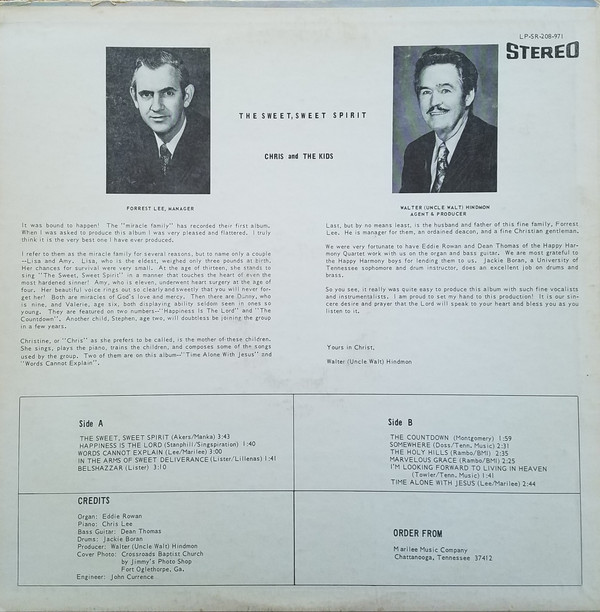 LP-SR-208-971
STEREO
THE SWEET, SWEET SPIRIT
CHRIS and THE KIDS
FORREST LEE, MANAGER
WALTER (UNCLE WALT) HINDMON
AGENT & PRODUCER
It was bound to happen! The "miracle family" has recorded their first album.
When I was asked to produce this album I was very pleased and flattered. I truly
think it is the very best one I have ever produced.
I refer to them as the miracle family for several reasons, but to name only a couple
—Lisa and Amy. Lisa, who is the eldest, weighed only three pounds at birth.
Her chances for survival were very small. At the age of thirteen, she stands to
sing "The Sweet, Sweet Spirit" in a manner that touches the heart of even the
most hardened sinner! Amy, who is eleven, underwent heart surgery at the age of
four. Her beautiful voice rings out so clearly and sweetly that you will never for-
get her! Both are miracles of God's love and mercy. Then there are Danny, who
is nine, and Valerie, age six, both displaying ability seldom seen in ones so
young. They are featured on two numbers—"Happiness Is The Lord" and "The
Countdown". Another child, Stephen, age two, will doubtless be joining the group
in a few years.
Christine, or "Chris" as she prefers to be called, is the mother of these children.
She sings, plays the piano, trains the children, and composes some of the songs
used by the group. Two of them are on this album—"Time Alone With Jesus" and
"Words Cannot Explain".
Last, but by no means least, is the husband and father of this fine family, Forrest
Lee. He is manager for them, an ordained deacon, and a fine Christian gentleman.
We were very fortunate to have Eddie Rowan and Dean Thomas of the Happy Har-
mony Quartet work with us on the organ and bass guitar. We are most grateful to
the Happy Harmony boys for lending them to us. Jackie Boran, a University of
Tennessee sophomore and drum instructor, does an excellent job on drums and
brass.
So you see, it really was quite easy to produce this album with such fine vocalists
and instrumentalists. I am proud to set my hand to this production! It is our sin-
cere desire and prayer that the Lord will speak to your heart and bless you as you
listen to it.
Yours in Christ,
Walter (Uncle Walt) Hindmon
Side A
THE SWEET, SWEET SPIRIT (Akers/Manka) 3:43
HAPPINESS IS THE LORD (Stanphill/Singspiration) 1:40
WORDS CANNOT EXPLAIN (Lee/Marilee) 3:00
IN THE ARMS OF SWEET DELIVERANCE (Lister/Lillenas) 1:41
BELSHAZZAR (Lister) 3:10
Side B
THE COUNTDOWN (Montgomery) 1:59
SOMEWHERE (Doss/Tenn. Music) 2:31
THE HOLY HILLS (Rambo/BMI) 2:35
MARVELOUS GRACE (Rambo/BMI) 2:25
I'M LOOKING FORWARD TO LIVING IN HEAVEN
(Towler/Tenn. Music) 1:41
TIME ALONE WITH JESUS (Lee/Marilee) 2:44
CREDITS
Organ: Eddie Rowan
Piano: Chris Lee
Bass Guitar: Dean Thomas
Drums: Jackie Boran
Producer: Walter (Uncle Walt) Hindmon
Cover Photo: Crossroads Baptist Church
by Jimmy's Photo Shop
Fort Oglethorpe, Ga.
Engineer: John Currence
ORDER FROM
Marilee Music Company
Chattanooga, Tennessee 37412